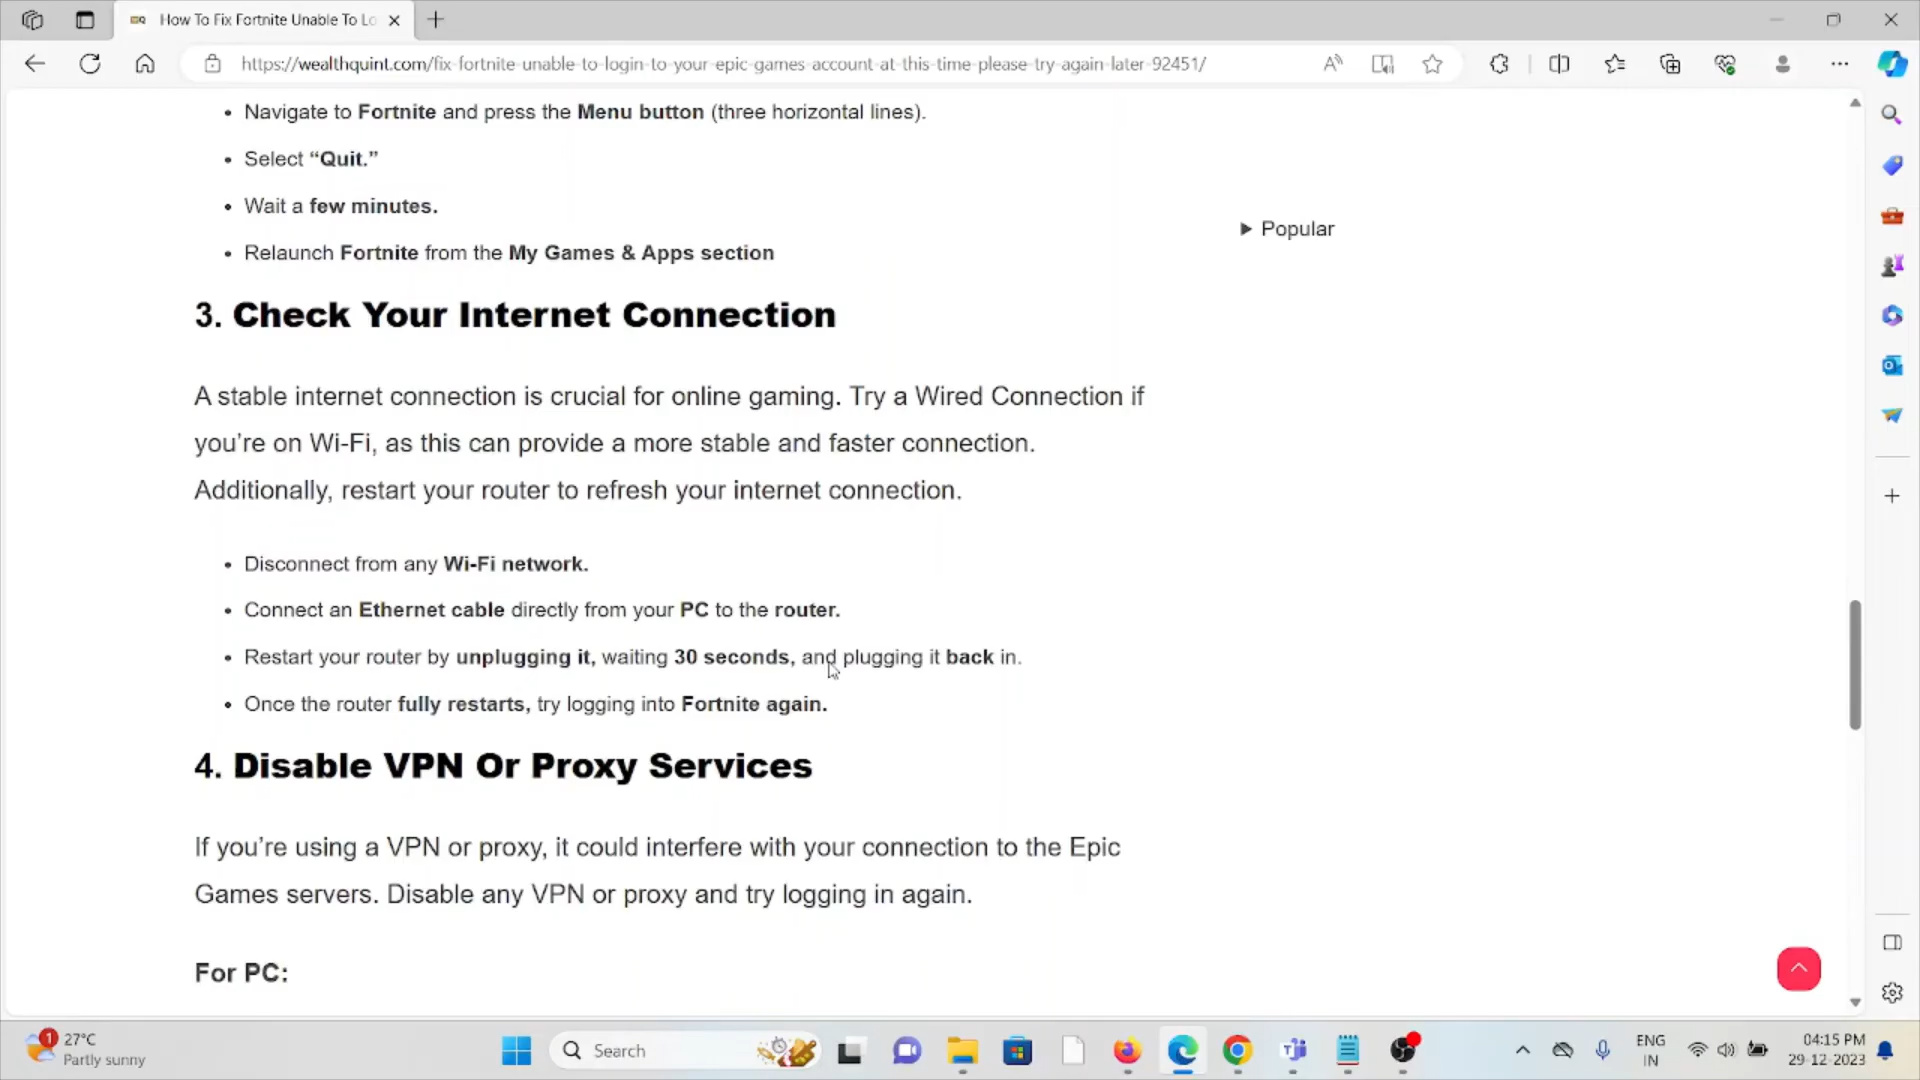 How To Fix Fortnite Unable To Lo
https://wealthquint.com/fix-fortnite-unable-to-login-to-your-epic-games-account-at-this-time-please-try-again-later-92451/
• Navigate to Fortnite and press the Menu button (three horizontal lines).
• Select “Quit.”
• Wait a few minutes.
• Relaunch Fortnite from the My Games & Apps section
Popular
3. Check Your Internet Connection
A stable internet connection is crucial for online gaming. Try a Wired Connection if
you’re on Wi-Fi, as this can provide a more stable and faster connection.
Additionally, restart your router to refresh your internet connection.
• Disconnect from any Wi-Fi network.
• Connect an Ethernet cable directly from your PC to the router.
• Restart your router by unplugging it, waiting 30 seconds, and plugging it back in.
• Once the router fully restarts, try logging into Fortnite again.
4. Disable VPN Or Proxy Services
If you’re using a VPN or proxy, it could interfere with your connection to the Epic
Games servers. Disable any VPN or proxy and try logging in again.
For PC:
1
27°C
Partly sunny
Search
ENG
IN
04:15 PM
29-12-2023